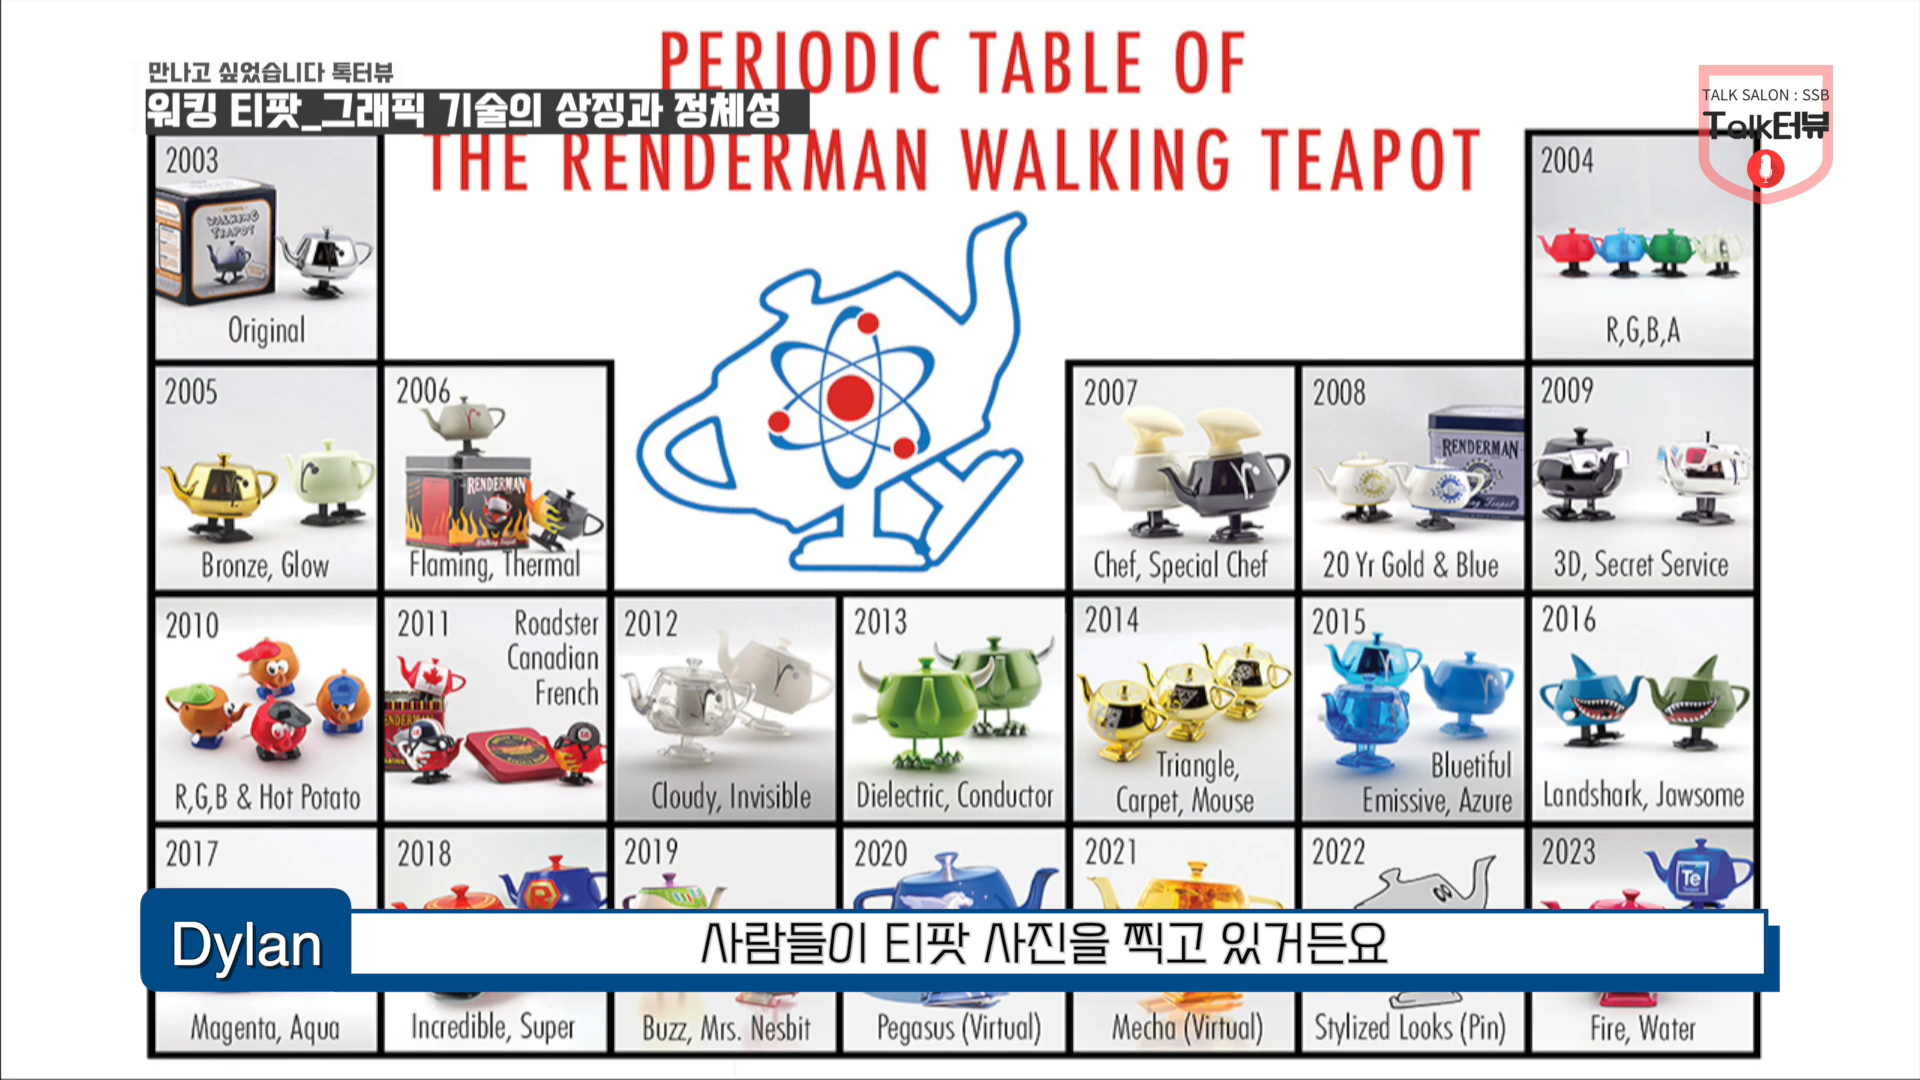 PERIODIC TABLE OF
THE RENDERMAN WALKING TEAPOT
만나고 싶었습니다 톡터뷰
워킹 티팟_그래픽 기술의 상징과 정체성
TALK SALON : SSB
Talk터뷰
2003
WALKING
TEAPOT
Original
2004
R,G,B,A
2005
Bronze, Glow
2006
RENDERMAN
Flaming, Thermal
2007
Chef, Special Chef
2008
RENDERMAN
20 Yr Gold & Blue
2009
3D, Secret Service
2010
R,G,B & Hot Potato
2011
Roadster
Canadian
French
2012
Cloudy, Invisible
2013
Dielectric, Conductor
2014
Triangle,
Carpet, Mouse
2015
Bluetiful
Emissive, Azure
2016
Landshark, Jawsome
2017
Magenta, Aqua
2018
Incredible, Super
2019
Buzz, Mrs. Nesbit
2020
Pegasus (Virtual)
2021
Mecha (Virtual)
2022
Stylized Looks (Pin)
2023
Te
Fire, Water
Dylan
사람들이 티팟 사진을 찍고 있거든요